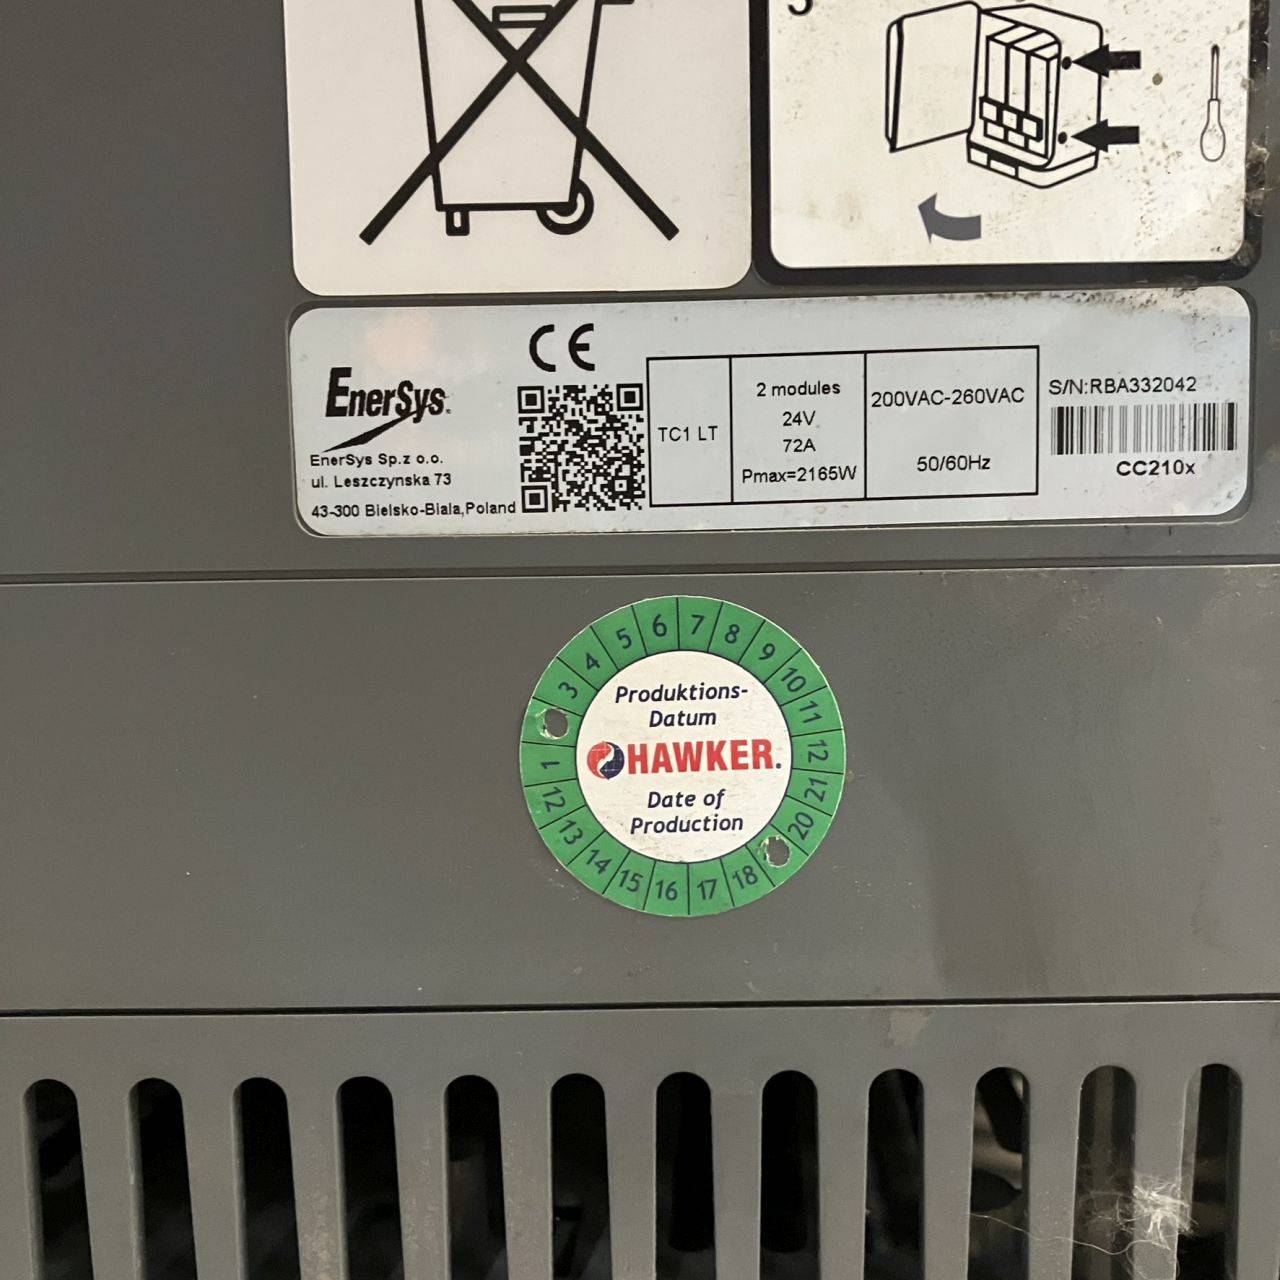 CE
EnerSys
EnerSys Sp.z o.o.
ul. Leszczynska 73
43-300 Bielsko-Biala,Poland
TC1 LT
2 modules
24V
72A
Pmax=2165W
200VAC-260VAC
50/60Hz
S/N:RBA332042
CC210x
1 3 4 5 6 7 8 9 10 11 12
Produktions-
Datum
HAWKER.
Date of
Production
12 13 14 15 16 17 18 20 21